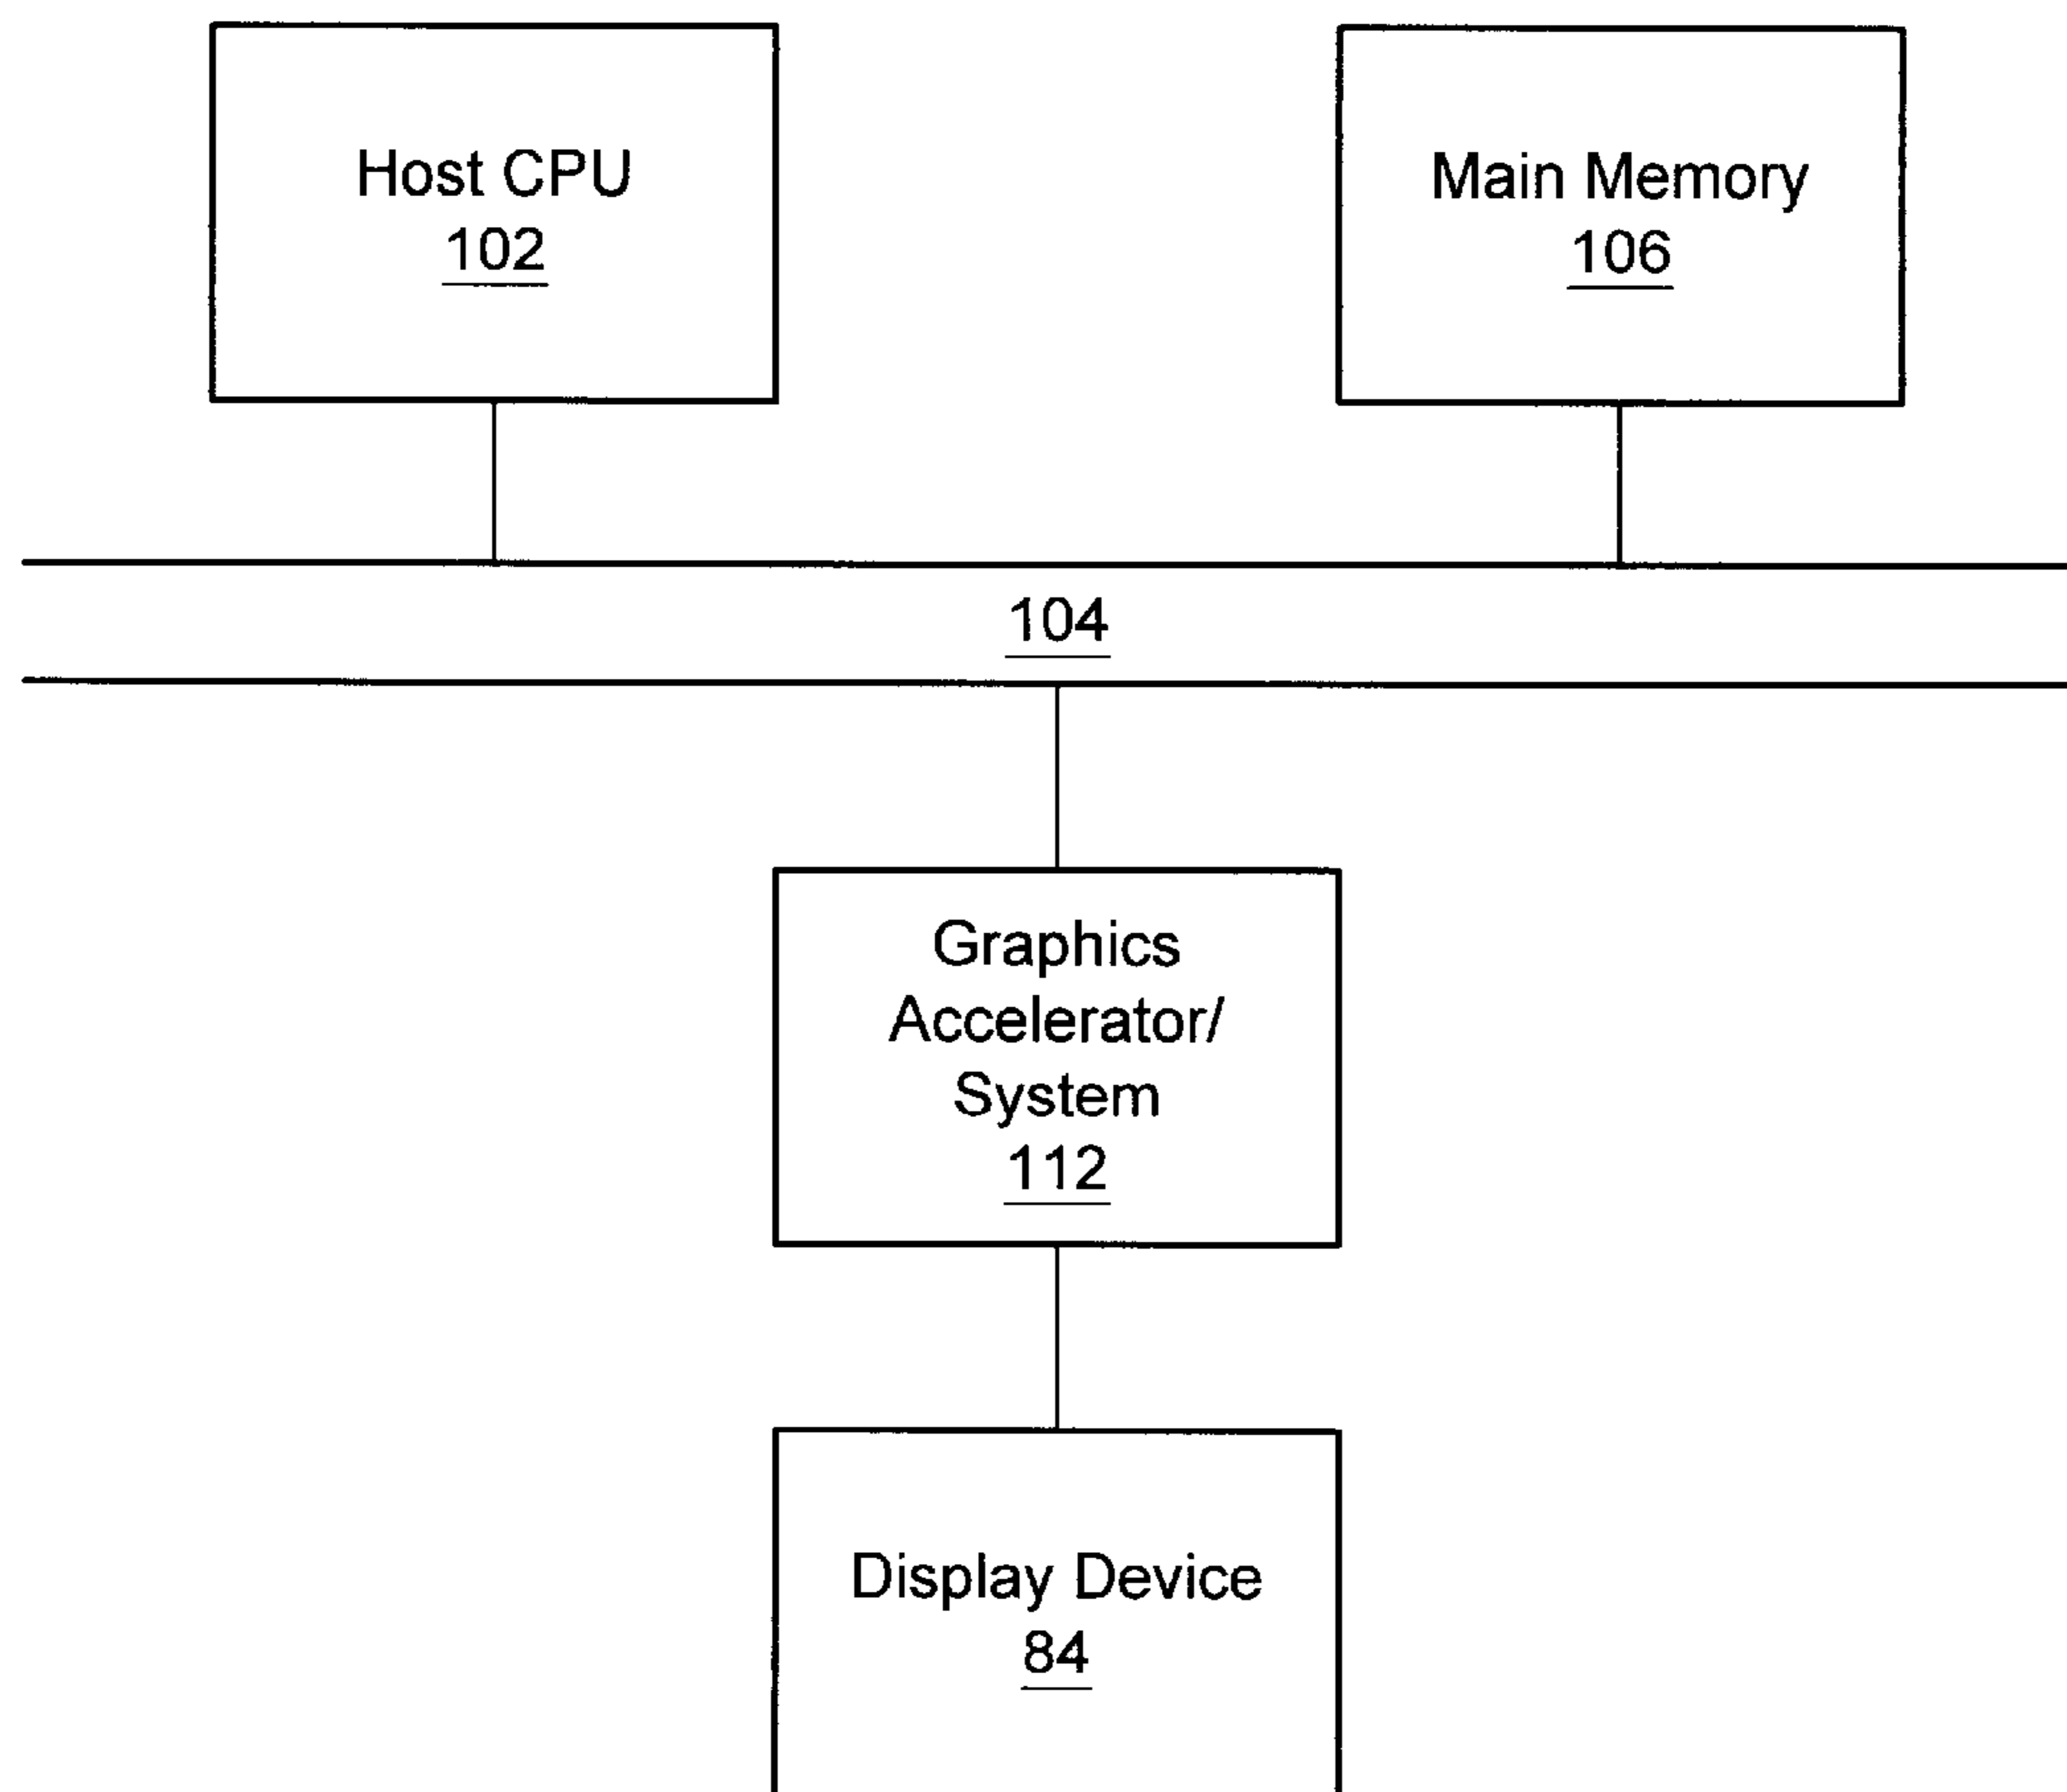 Host CPU
102
Main Memory
106
104
Graphics
Accelerator/
System
112
Display Device
84